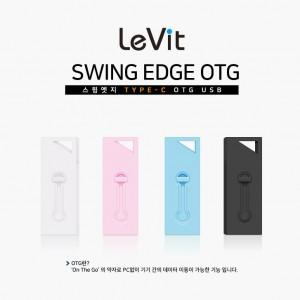 LeVit
SWING EDGE OTG
스윙엣지 TYPE-C OTG USB
▸ OTG란?
'On The Go' 의 약자로 PC없이 기기 간의 데이터 이동이 가능한 기능 입니다.